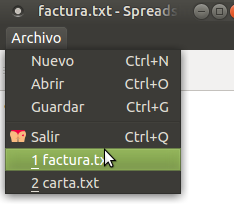 factura.txt - Spreads
Archivo
Nuevo Ctrl+N
Abrir Ctrl+O
Guardar Ctrl+G
Salir Ctrl+Q
1 factura.tx
2 carta.txt